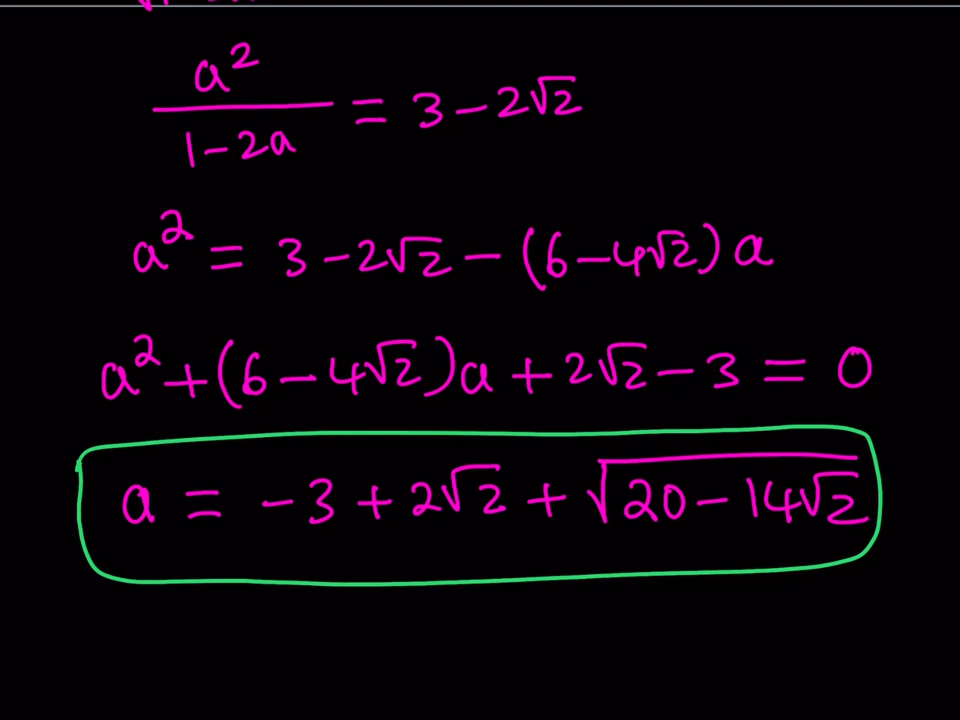 a²/(1-2a) = 3-2√2
a² = 3-2√2-(6-4√2)a
a²+(6-4√2)a+2√2-3 = 0
a = -3+2√2+√(20-14√2)